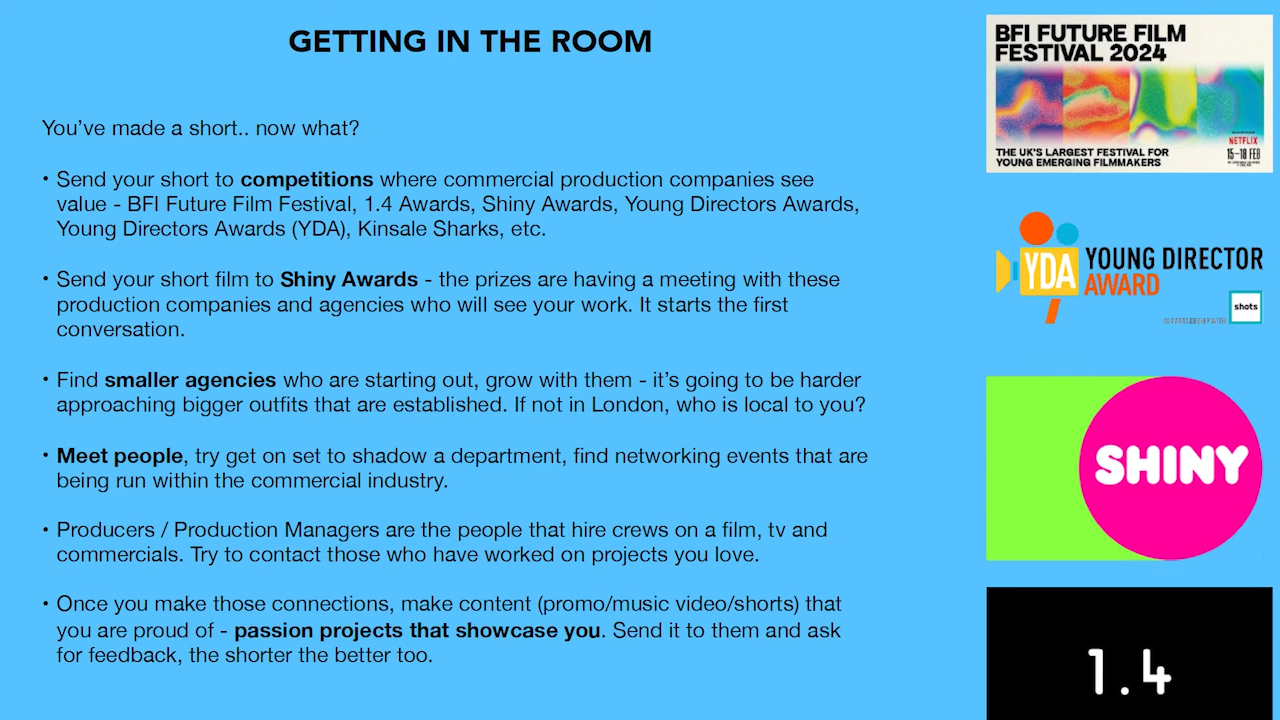 GETTING IN THE ROOM
You’ve made a short.. now what?
• Send your short to competitions where commercial production companies see
value - BFI Future Film Festival, 1.4 Awards, Shiny Awards, Young Directors Awards,
Young Directors Awards (YDA), Kinsale Sharks, etc.
• Send your short film to Shiny Awards - the prizes are having a meeting with these
production companies and agencies who will see your work. It starts the first
conversation.
• Find smaller agencies who are starting out, grow with them - it’s going to be harder
approaching bigger outfits that are established. If not in London, who is local to you?
• Meet people, try get on set to shadow a department, find networking events that are
being run within the commercial industry.
• Producers / Production Managers are the people that hire crews on a film, tv and
commercials. Try to contact those who have worked on projects you love.
• Once you make those connections, make content (promo/music video/shorts) that
you are proud of - passion projects that showcase you. Send it to them and ask
for feedback, the shorter the better too.
BFI FUTURE FILM
FESTIVAL 2024
THE UK'S LARGEST FESTIVAL FOR
YOUNG EMERGING FILMMAKERS
NETFLIX
15–18 FEB
YDA
YOUNG DIRECTOR
AWARD
shots
SHINY
1.4